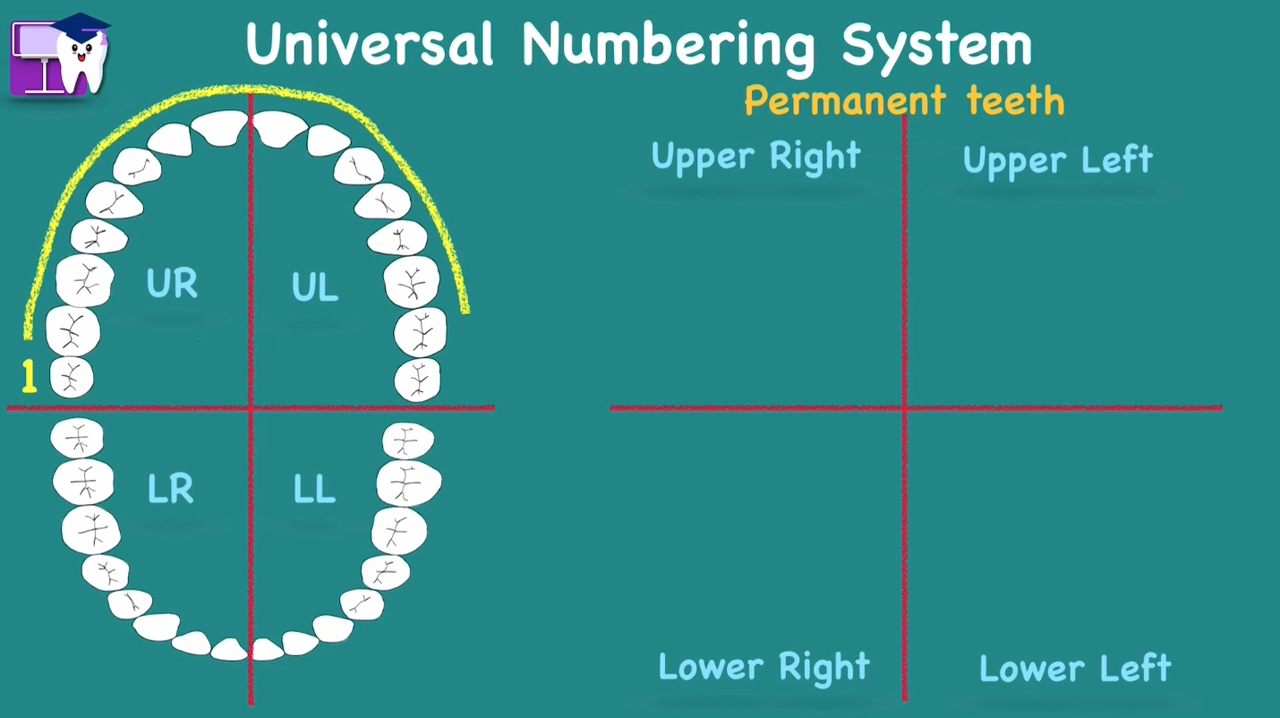 Universal Numbering System
Permanent teeth
Upper Right
Upper Left
UR
UL
1
LR
LL
Lower Right
Lower Left